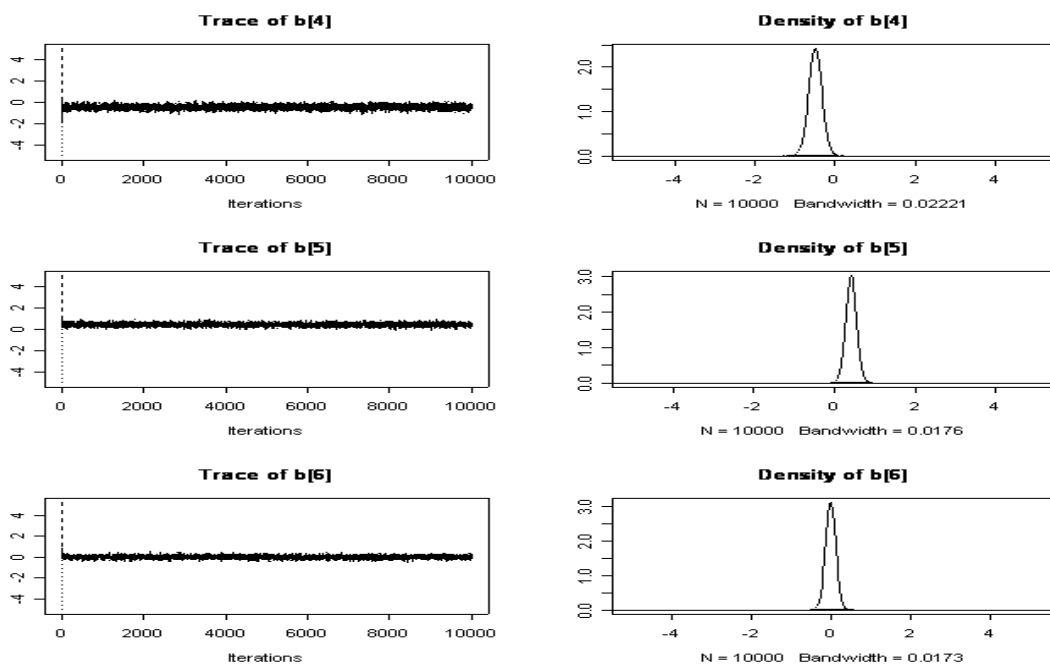 Trace of b[4]
4
2
0
-2
-4
0 2000 4000 6000 8000 10000
Iterations
Density of b[4]
2.0
1.0
0.0
-4 -2 0 2 4
N = 10000 Bandwidth = 0.02221
Trace of b[5]
4
2
0
-2
-4
0 2000 4000 6000 8000 10000
Iterations
Density of b[5]
3.0
2.0
1.0
0.0
-4 -2 0 2 4
N = 10000 Bandwidth = 0.0176
Trace of b[6]
4
2
0
-2
-4
0 2000 4000 6000 8000 10000
Iterations
Density of b[6]
3.0
2.0
1.0
0.0
-4 -2 0 2 4
N = 10000 Bandwidth = 0.0173